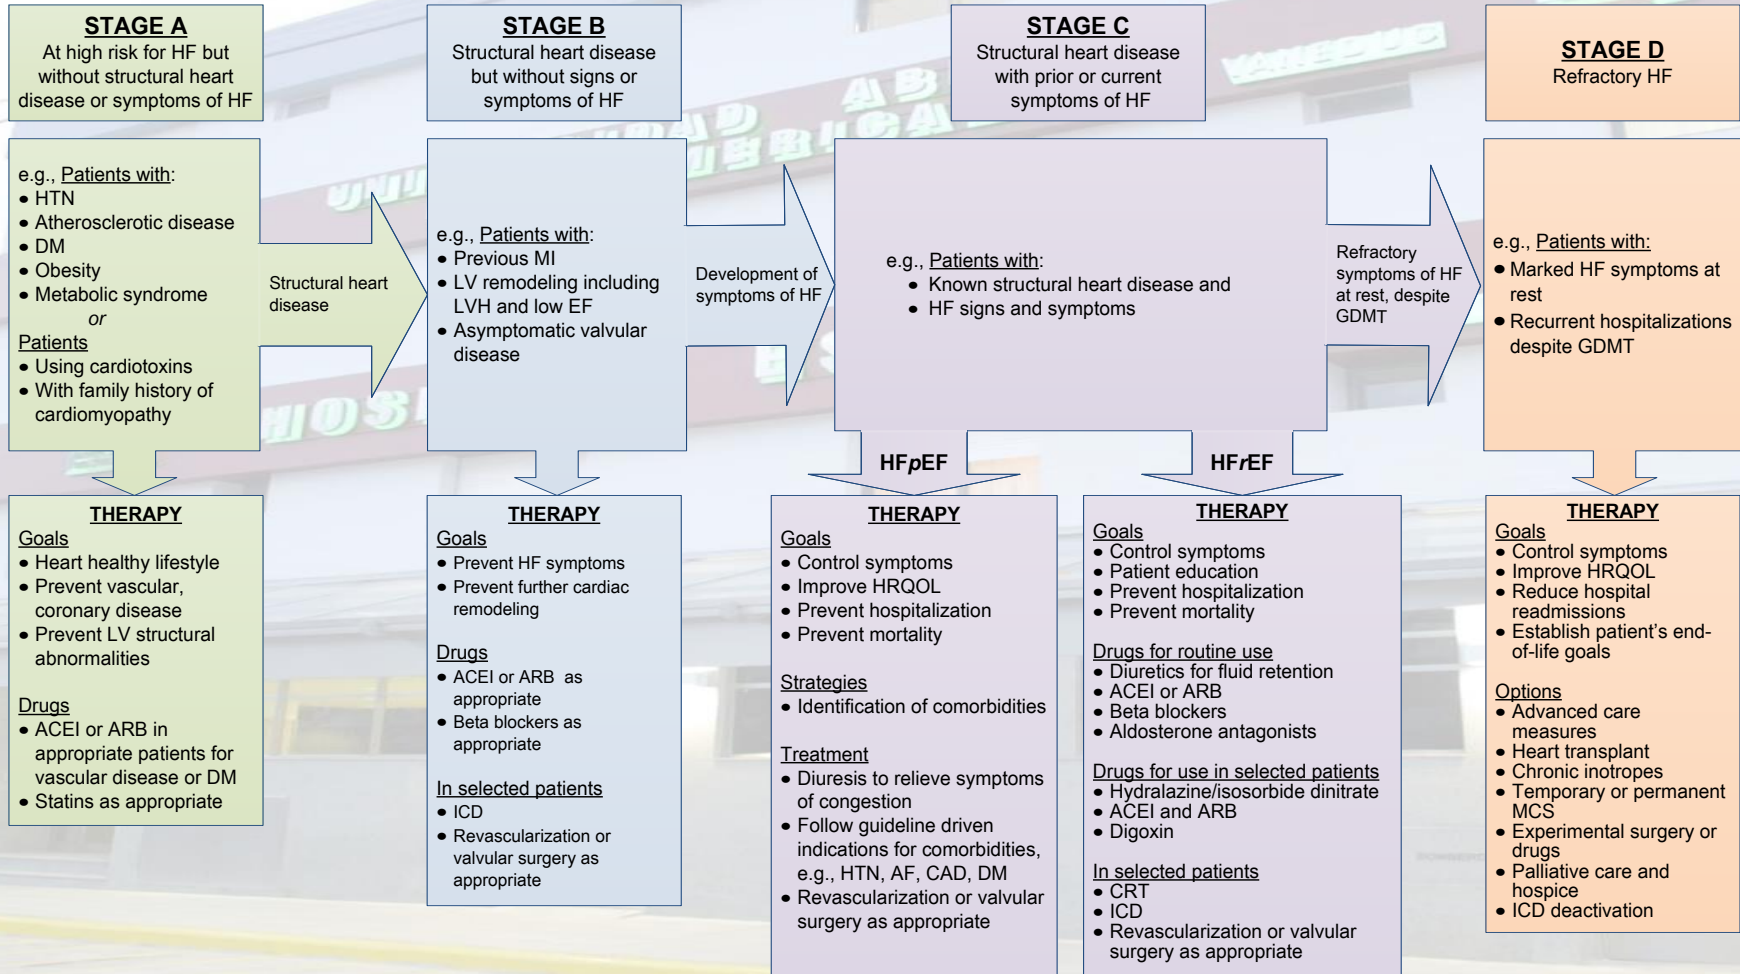 STAGE A
At high risk for HF but
without structural heart
disease or symptoms of HF
STAGE B
Structural heart disease
but without signs or
symptoms of HF
STAGE C
Structural heart disease
with prior or current
symptoms of HF
STAGE D
Refractory HF
e.g., Patients with:
• HTN
• Atherosclerotic disease
• DM
• Obesity
• Metabolic syndrome
or
Patients
• Using cardiotoxins
• With family history of
cardiomyopathy
Structural heart
disease
e.g., Patients with:
• Previous MI
• LV remodeling including
LVH and low EF
• Asymptomatic valvular
disease
Development of
symptoms of HF
e.g., Patients with:
• Known structural heart disease and
• HF signs and symptoms
Refractory
symptoms of HF
at rest, despite
GDMT
e.g., Patients with:
• Marked HF symptoms at
rest
• Recurrent hospitalizations
despite GDMT
HFpEF
HFrEF
THERAPY
Goals
• Heart healthy lifestyle
• Prevent vascular,
coronary disease
• Prevent LV structural
abnormalities
Drugs
• ACEI or ARB in
appropriate patients for
vascular disease or DM
• Statins as appropriate
THERAPY
Goals
• Prevent HF symptoms
• Prevent further cardiac
remodeling
Drugs
• ACEI or ARB as
appropriate
• Beta blockers as
appropriate
In selected patients
• ICD
• Revascularization or
valvular surgery as
appropriate
THERAPY
Goals
• Control symptoms
• Improve HRQOL
• Prevent hospitalization
• Prevent mortality
Strategies
• Identification of comorbidities
Treatment
• Diuresis to relieve symptoms
of congestion
• Follow guideline driven
indications for comorbidities,
e.g., HTN, AF, CAD, DM
• Revascularization or valvular
surgery as appropriate
THERAPY
Goals
• Control symptoms
• Patient education
• Prevent hospitalization
• Prevent mortality
Drugs for routine use
• Diuretics for fluid retention
• ACEI or ARB
• Beta blockers
• Aldosterone antagonists
Drugs for use in selected patients
• Hydralazine/isosorbide dinitrate
• ACEI and ARB
• Digoxin
In selected patients
• CRT
• ICD
• Revascularization or valvular
surgery as appropriate
THERAPY
Goals
• Control symptoms
• Improve HRQOL
• Reduce hospital
readmissions
• Establish patient's end-
of-life goals
Options
• Advanced care
measures
• Heart transplant
• Chronic inotropes
• Temporary or permanent
MCS
• Experimental surgery or
drugs
• Palliative care and
hospice
• ICD deactivation
VANEDUC